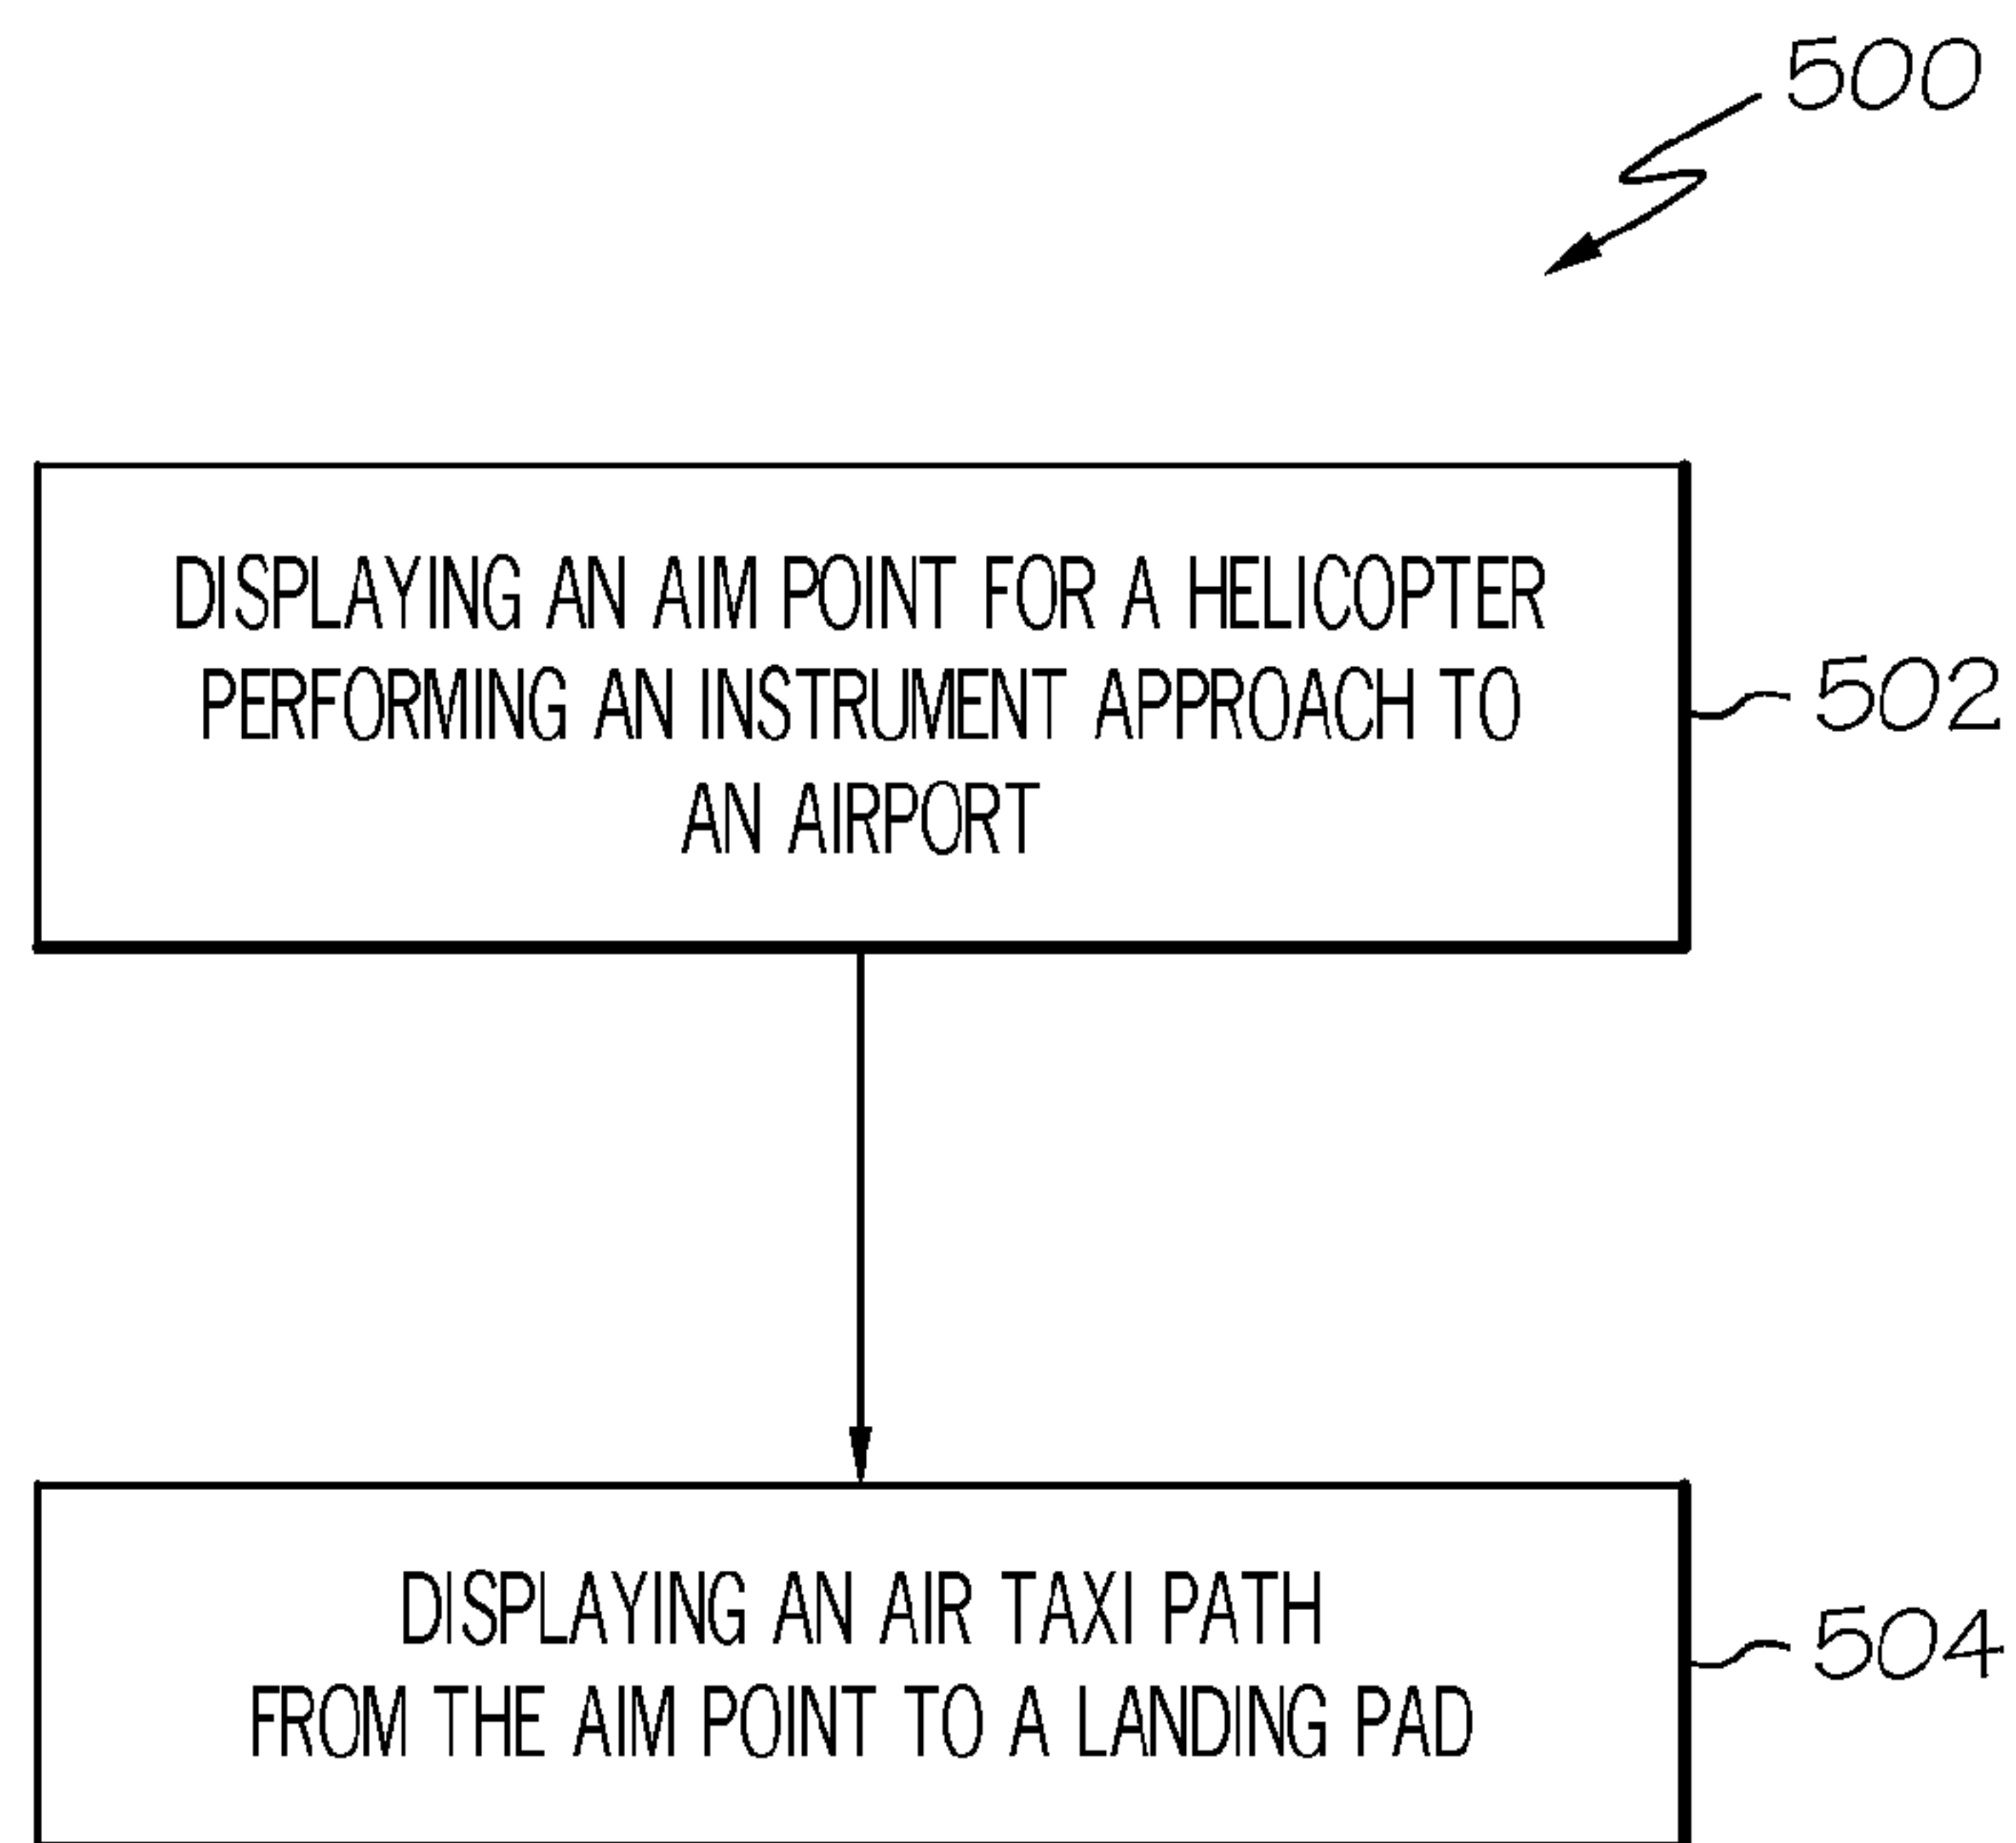 500
DISPLAYING AN AIM POINT FOR A HELICOPTER
PERFORMING AN INSTRUMENT APPROACH TO
AN AIRPORT
502
DISPLAYING AN AIR TAXI PATH
FROM THE AIM POINT TO A LANDING PAD
504